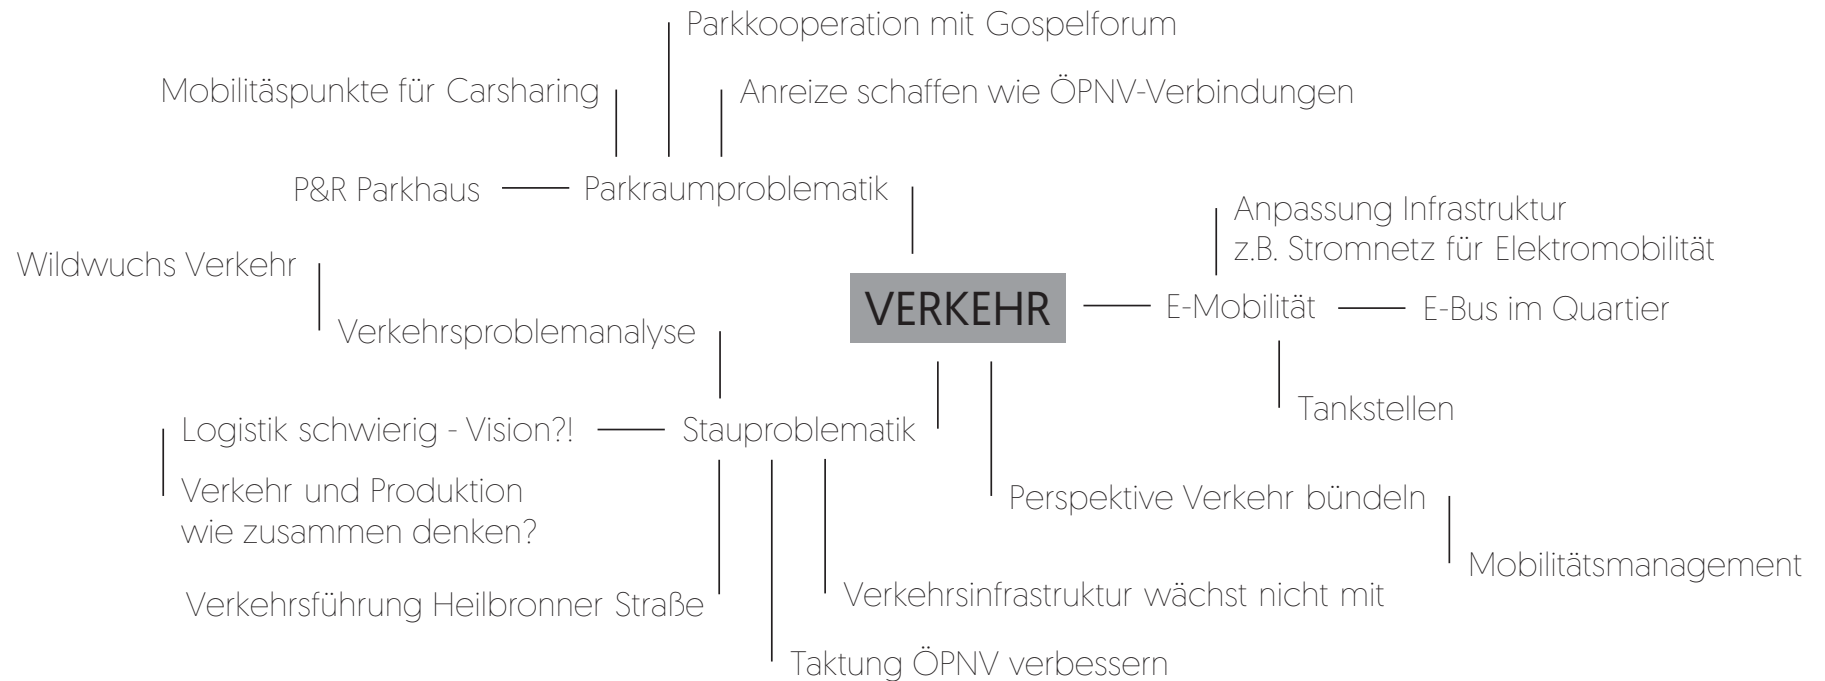 Parkkooperation mit Gospelforum
Mobilitäspunkte für Carsharing
Anreize schaffen wie ÖPNV-Verbindungen
P&R Parkhaus
Parkraumproblematik
Anpassung Infrastruktur
z.B. Stromnetz für Elektromobilität
Wildwuchs Verkehr
VERKEHR
E-Mobilität
E-Bus im Quartier
Verkehrsproblemanalyse
Tankstellen
Logistik schwierig - Vision?!
Stauproblematik
Verkehr und Produktion
wie zusammen denken?
Perspektive Verkehr bündeln
Mobilitätsmanagement
Verkehrsführung Heilbronner Straße
Verkehrsinfrastruktur wächst nicht mit
Taktung ÖPNV verbessern